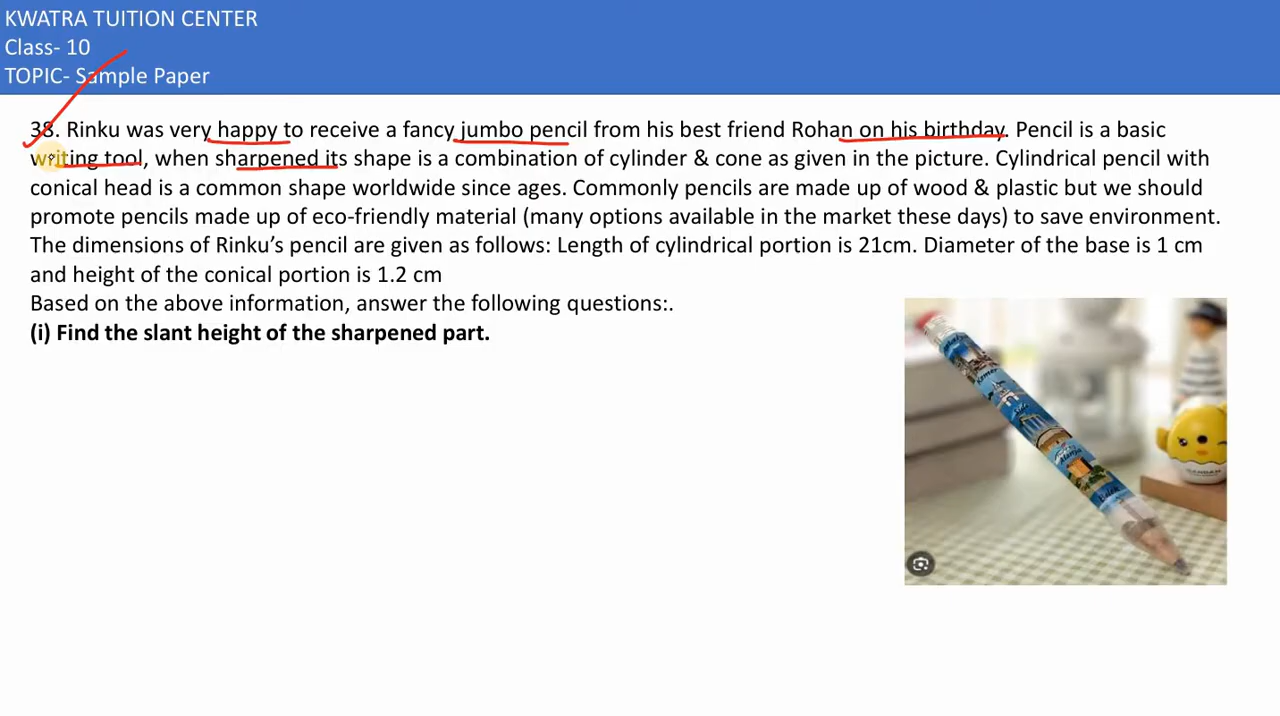 KWATRA TUITION CENTER
Class- 10
TOPIC- Sample Paper
38. Rinku was very happy to receive a fancy jumbo pencil from his best friend Rohan on his birthday. Pencil is a basic
writing tool, when sharpened its shape is a combination of cylinder & cone as given in the picture. Cylindrical pencil with
conical head is a common shape worldwide since ages. Commonly pencils are made up of wood & plastic but we should
promote pencils made up of eco-friendly material (many options available in the market these days) to save environment.
The dimensions of Rinku’s pencil are given as follows: Length of cylindrical portion is 21cm. Diameter of the base is 1 cm
and height of the conical portion is 1.2 cm
Based on the above information, answer the following questions:.
(i) Find the slant height of the sharpened part.